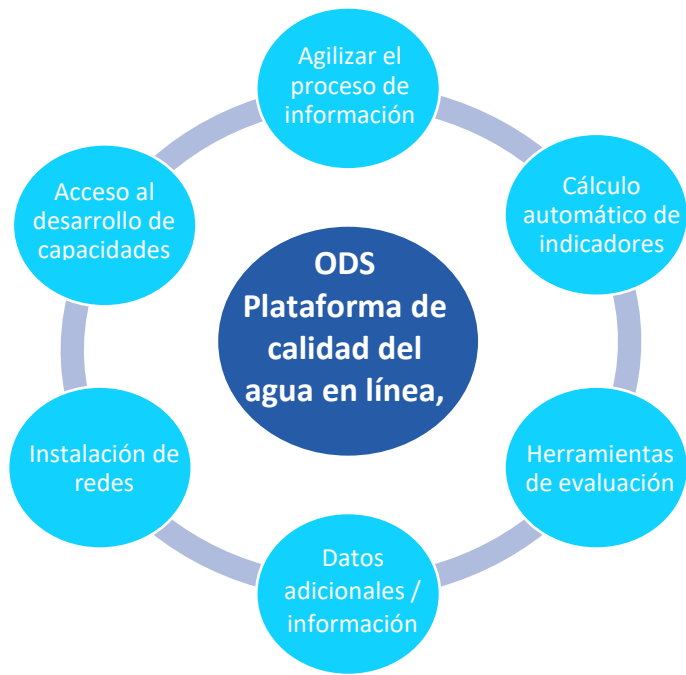 Agilizar el
proceso de
información
Cálculo
automático de
indicadores
Herramientas
de evaluación
Datos
adicionales /
información
Instalación de
redes
Acceso al
desarrollo de
capacidades
ODS
Plataforma de
calidad del
agua en línea,